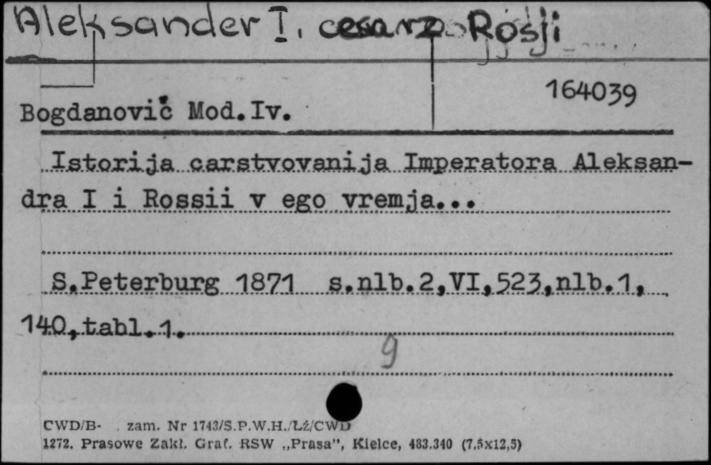 Aleksander I. cesarz Rosji
164039
Bogdanovič Mod.Iv.
Istorija carstvovanija Imperatora Aleksan-
dra I i Rossii v ego vremja...
S.Peterburg 1871 s.nlb.2,VI,523,nlb.1,
140,tabl.1.
9
CWD/B- . zam. Nr 1743/S.P.W.H./Łź/CWD
1272. Prasowe Zakł. Graf. RSW „Prasa", Kielce, 483.340 (7,5x12,5)